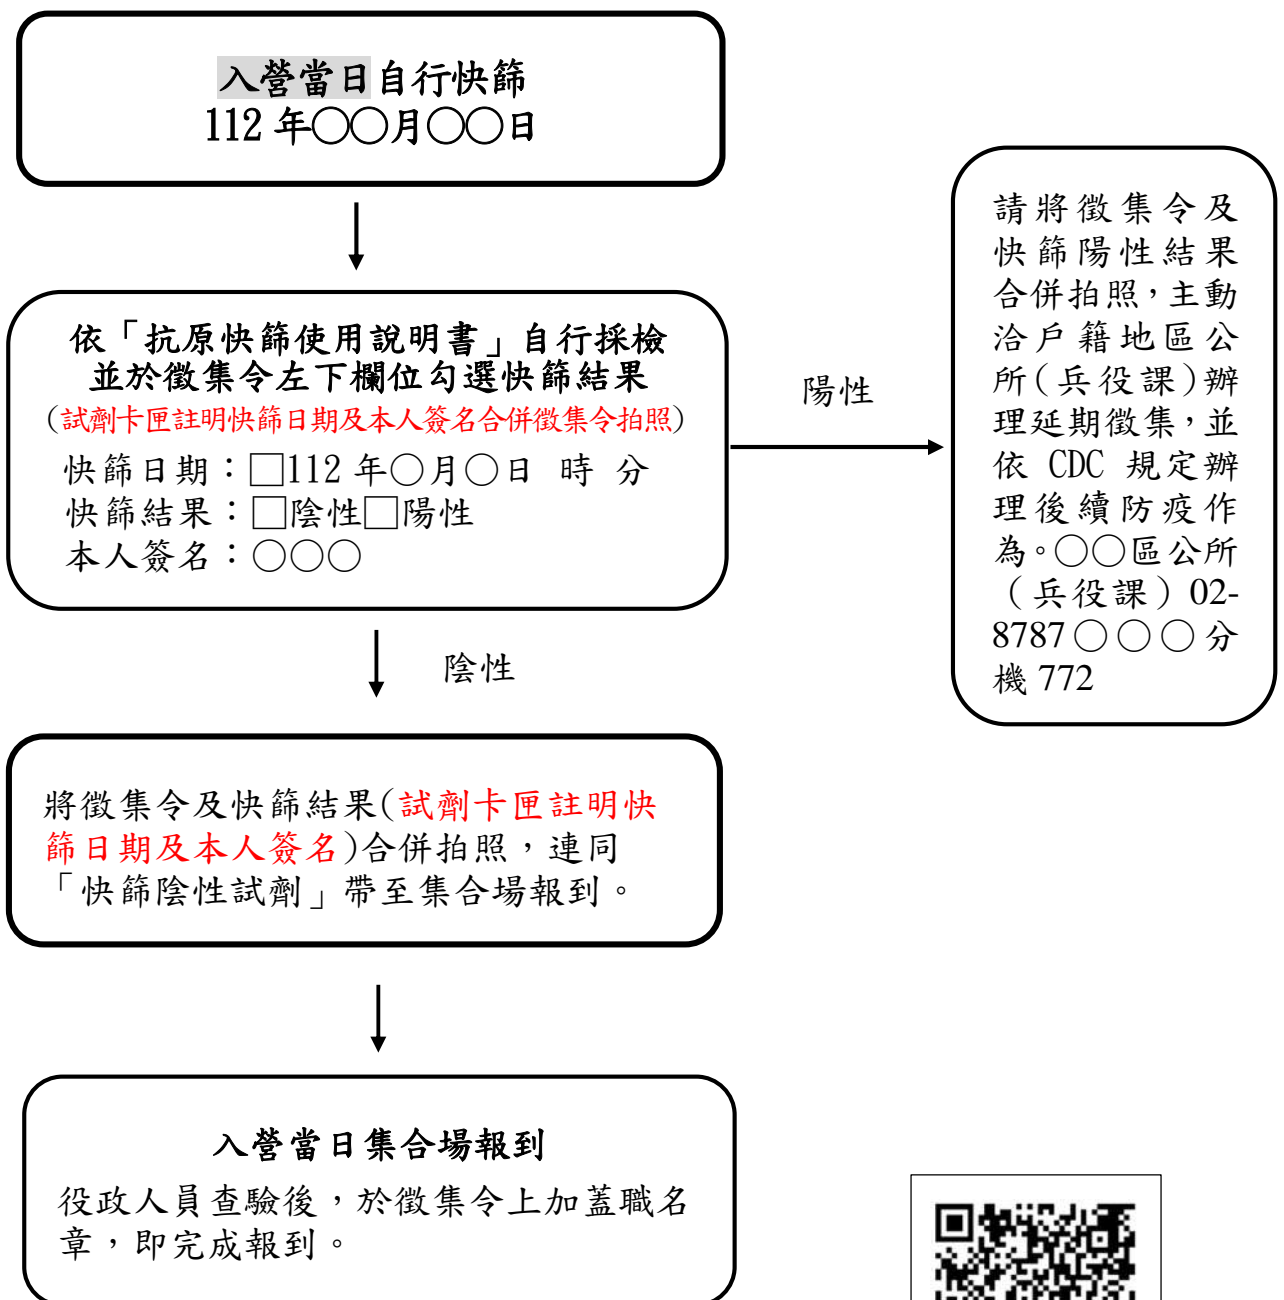 入營當日自行快篩
112 年○○月○○日
依「抗原快篩使用說明書」自行採檢
並於徵集令左下欄位勾選快篩結果
(試劑卡匣註明快篩日期及本人簽名合併徵集令拍照)
快篩日期：□112 年○月○日 時 分
快篩結果：□陰性□陽性
本人簽名：○○○
陽性
請將徵集令及
快篩陽性結果
合併拍照，主動
洽戶籍地區公
所(兵役課)辦
理延期徵集，並
依 CDC 規定辦
理後續防疫作
為。○○區公所
（兵役課）02-
8787○○○分
機 772
陰性
將徵集令及快篩結果(試劑卡匣註明快
篩日期及本人簽名)合併拍照，連同
「快篩陰性試劑」帶至集合場報到。
入營當日集合場報到
役政人員查驗後，於徵集令上加蓋職名
章，即完成報到。